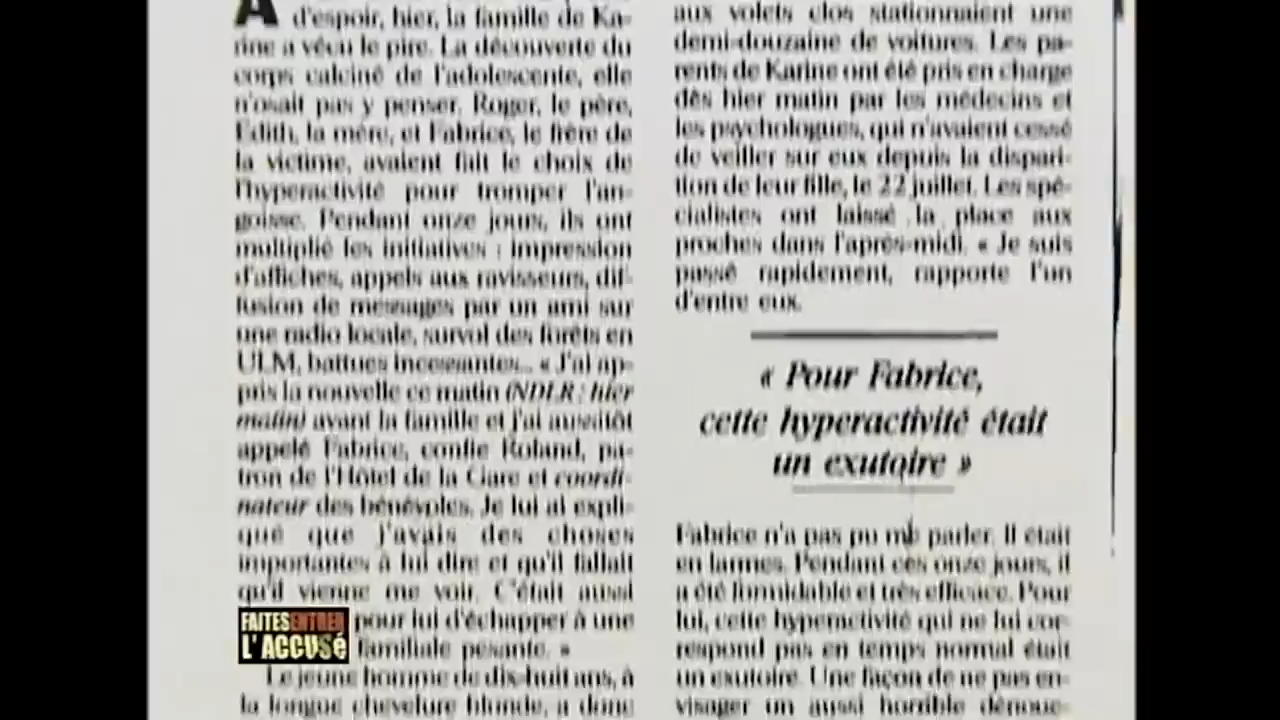 A
d'espoir, hier, la famille de Ka-
rine a vécu le pire. La découverte du
corps calciné de l'adolescente, elle
n'osait pas y penser. Roger, le père,
Edith, la mère, et Fabrice, le frère de
la victime, avaient fait le choix de
l'hyperactivité pour tromper l'an-
goisse. Pendant onze jours, ils ont
multiplié les initiatives : impression
d'affiches, appels aux ravisseurs, dif-
fusion de messages par un ami sur
une radio locale, survol des forêts en
ULM, battues incessantes... « J'ai ap-
pris la nouvelle ce matin (NDLR : hier
matin) avant la famille et j'ai aussitôt
appelé Fabrice, confie Roland, pa-
tron de l'Hôtel de la Gare et coordi-
nateur des bénévoles. Je lui ai expli-
qué que j'avais des choses
importantes à lui dire et qu'il fallait
qu'il vienne me voir. C'était aussi
pour lui d'échapper à une
familiale pesante. »
Le jeune homme de dix-huit ans, à
la longue chevelure blonde, a donc
FAITES ENTRER
L'ACCUSé
aux volets clos stationnaient une
demi-douzaine de voitures. Les pa-
rents de Karine ont été pris en charge
dès hier matin par les médecins et
les psychologues, qui n'avaient cessé
de veiller sur eux depuis la dispari-
tion de leur fille, le 22 juillet. Les spé-
cialistes ont laissé la place aux
proches dans l'après-midi. « Je suis
passé rapidement, rapporte l'un
d'entre eux.
« Pour Fabrice,
cette hyperactivité était
un exutoire »
Fabrice n'a pas pu me parler. Il était
en larmes. Pendant ces onze jours, il
a été formidable et très efficace. Pour
lui, cette hyperactivité qui ne lui cor-
respond pas en temps normal était
un exutoire. Une façon de ne pas en-
visager un aussi horrible dénoue-